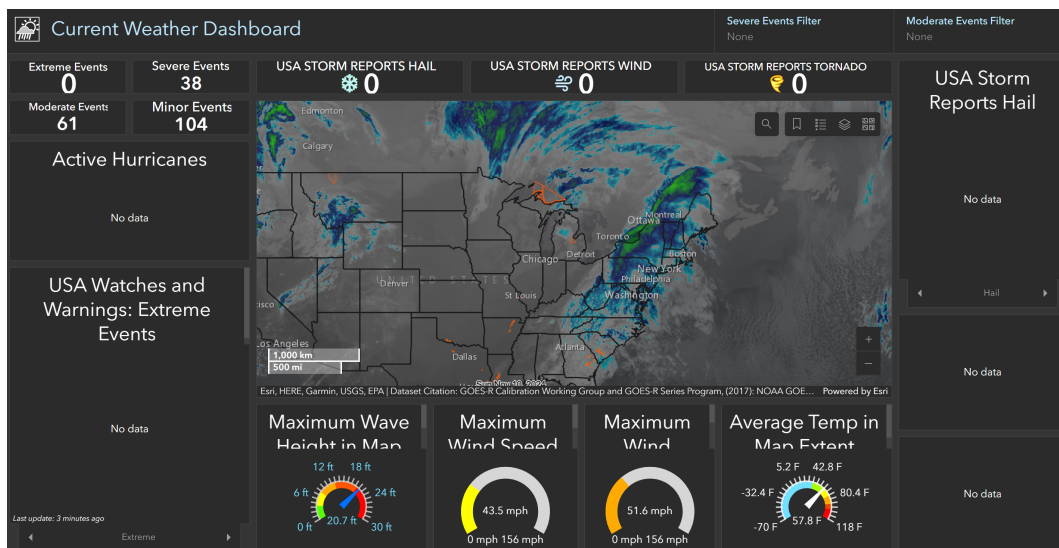 Current Weather Dashboard
Severe Events Filter
None
Moderate Events Filter
None
Extreme Events
0
Severe Events
38
Moderate Events
61
Minor Events
104
USA STORM REPORTS HAIL
0
USA STORM REPORTS WIND
0
USA STORM REPORTS TORNADO
0
Active Hurricanes
No data
USA Watches and
Warnings: Extreme
Events
No data
Last update: 3 minutes ago
Extreme
Edmonton
Calgary
Ottawa
Montreal
Toronto
Chicago
Detroit
Boston
New York
Philadelphia
UNITED STATES
Denver
St Louis
Washington
Los Angeles
Atlanta
Dallas
1,000 km
500 mi
Esri, HERE, Garmin, USGS, EPA | Dataset Citation: GOES-R Calibration Working Group and GOES-R Series Program, (2017): NOAA GOE...
Powered by Esri
Maximum Wave
Height in Map
12 ft 18 ft
6 ft 24 ft
0 ft 20.7 ft 30 ft
Maximum
Wind Speed
43.5 mph
0 mph 156 mph
Maximum
Wind
51.6 mph
0 mph 156 mph
Average Temp in
Map Extent
5.2 F 42.8 F
-32.4 F 80.4 F
-70 F 57.8 F 118 F
USA Storm
Reports Hail
No data
Hail
No data
No data